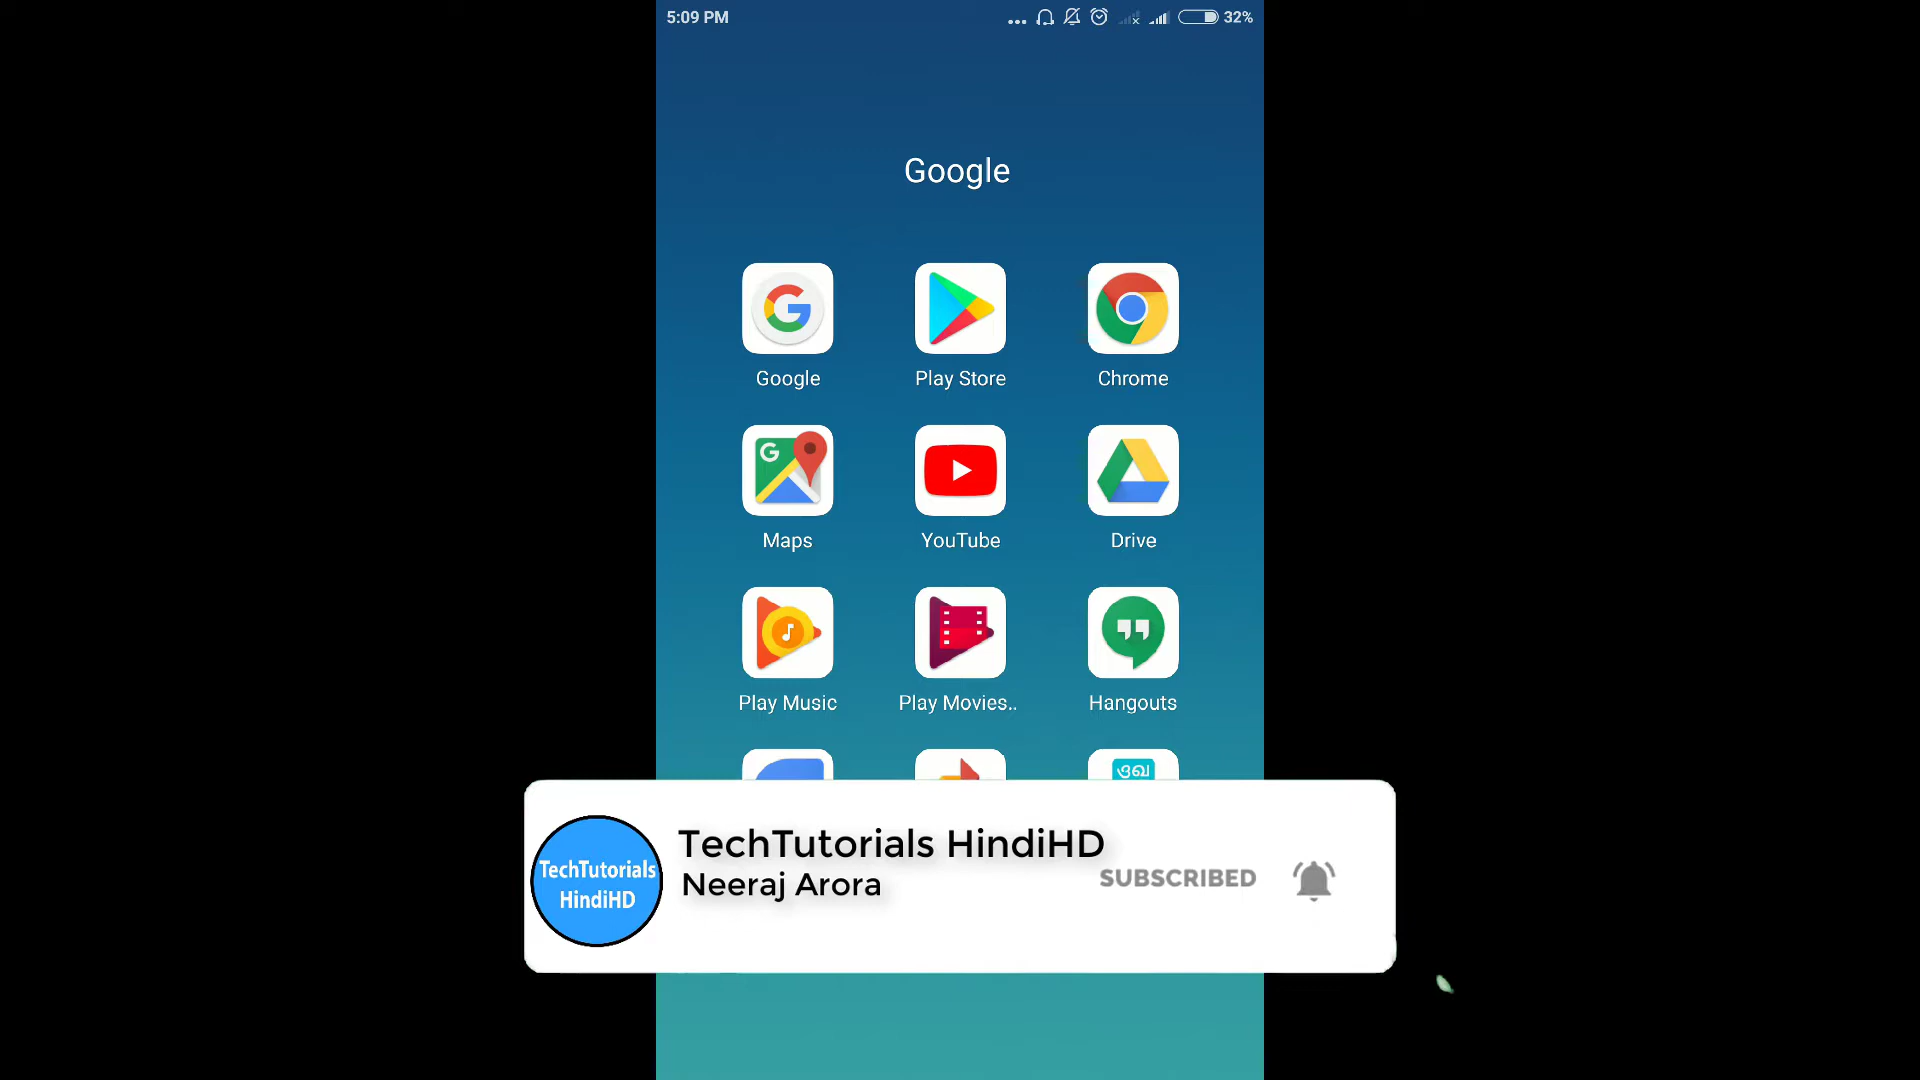 5:09 PM
32%
Google
Google
Play Store
Chrome
Maps
YouTube
Drive
Play Music
Play Movies..
Hangouts
TechTutorials HindiHD
Neeraj Arora
SUBSCRIBED
TechTutorials
HindiHD